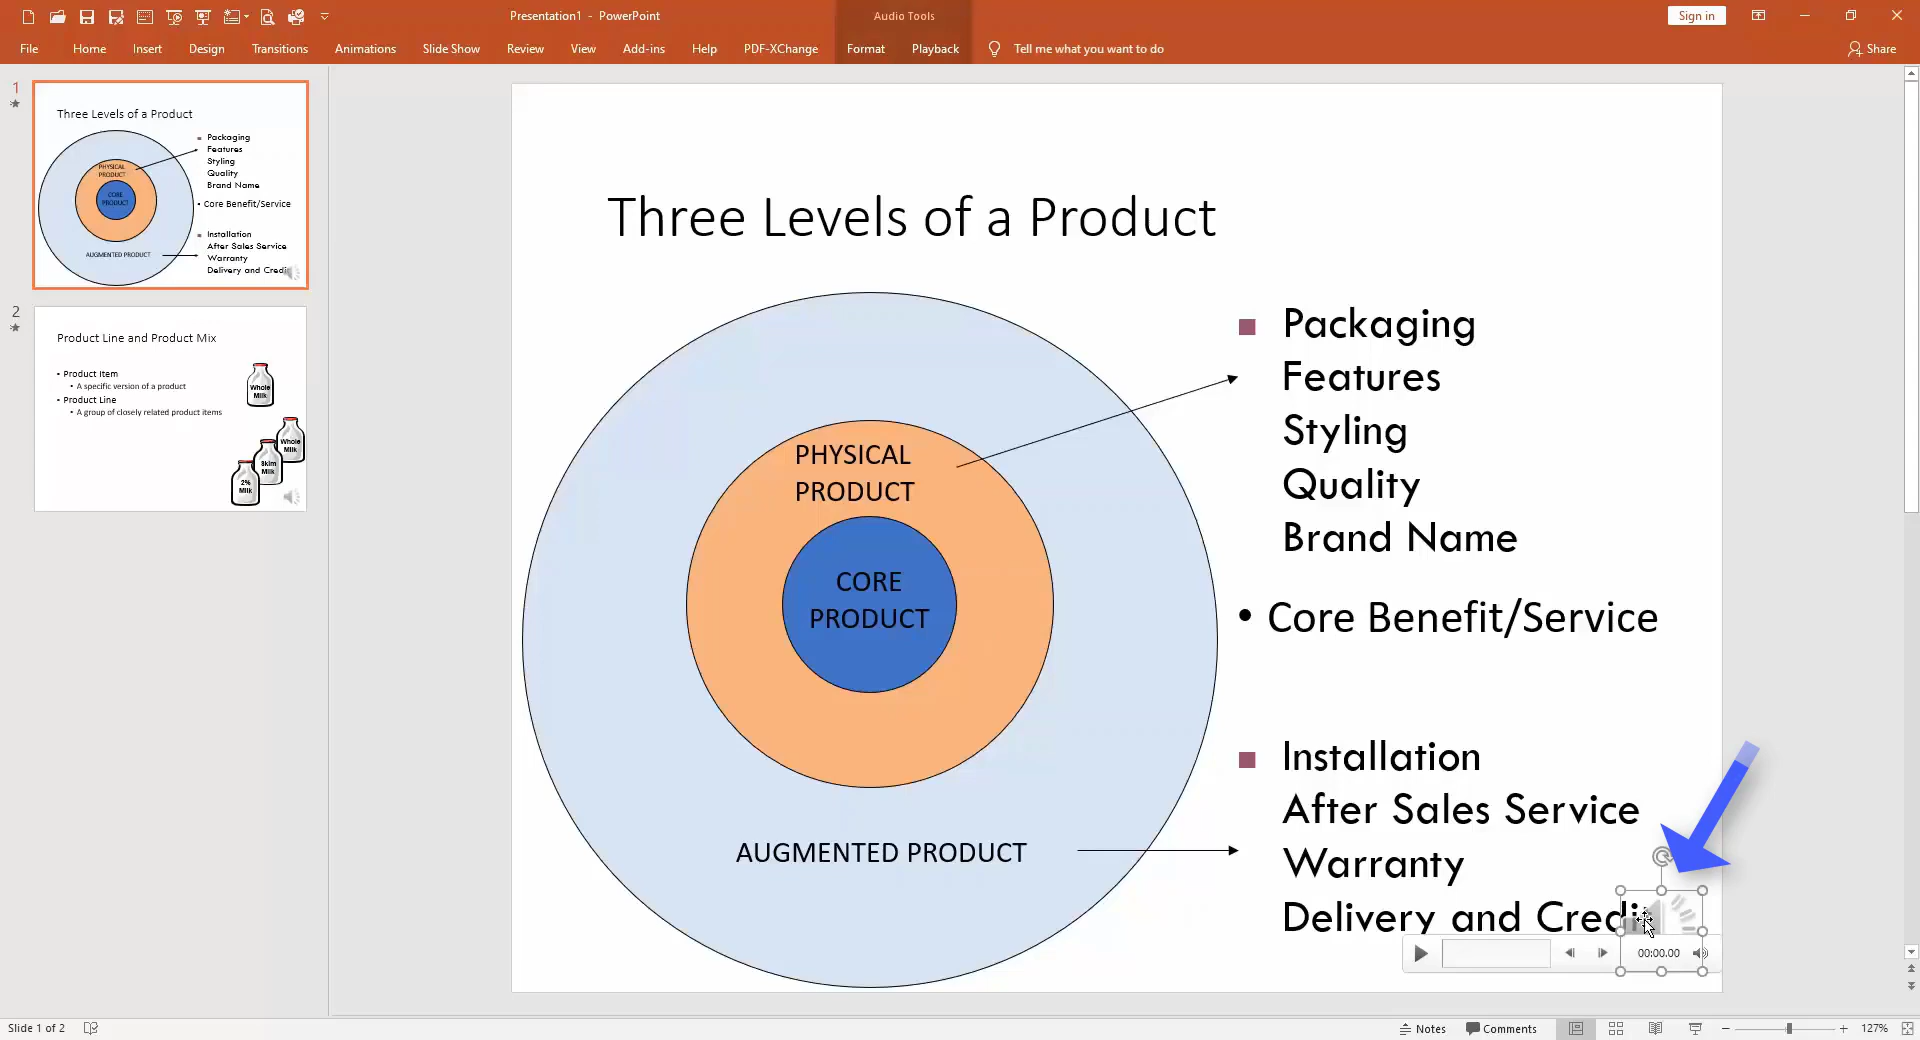 Presentation1 - PowerPoint
Audio Tools
Sign in
File Home Insert Design Transitions Animations Slide Show Review View Add-ins Help PDF-XChange Format Playback Tell me what you want to do Share
1
Three Levels of a Product
Packaging
Features
Styling
Quality
Brand Name
PHYSICAL
PRODUCT
CORE
PRODUCT
• Core Benefit/Service
Installation
After Sales Service
Warranty
Delivery and Credi
AUGMENTED PRODUCT
2
Product Line and Product Mix
• Product Item
• A specific version of a product
• Product Line
• A group of closely related product items
Whole
Milk
Whole
Milk
Skim
Milk
2%
Milk
Three Levels of a Product
Packaging
Features
Styling
Quality
Brand Name
PHYSICAL
PRODUCT
CORE
PRODUCT
• Core Benefit/Service
Installation
After Sales Service
Warranty
Delivery and Credit
AUGMENTED PRODUCT
00:00.00
Slide 1 of 2
Notes Comments 127%